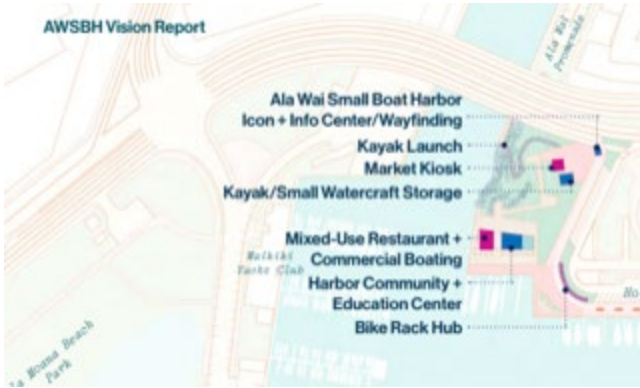 AWSBH Vision Report
Ala Wai
Promenade
Ala Wai Small Boat Harbor
Icon + Info Center/Wayfinding
Kayak Launch
Market Kiosk
Kayak/Small Watercraft Storage
Mixed-Use Restaurant +
Commercial Boating
Waikiki
Yacht Club
Harbor Community +
Education Center
Bike Rack Hub
Ho
la Moana Beach
Park